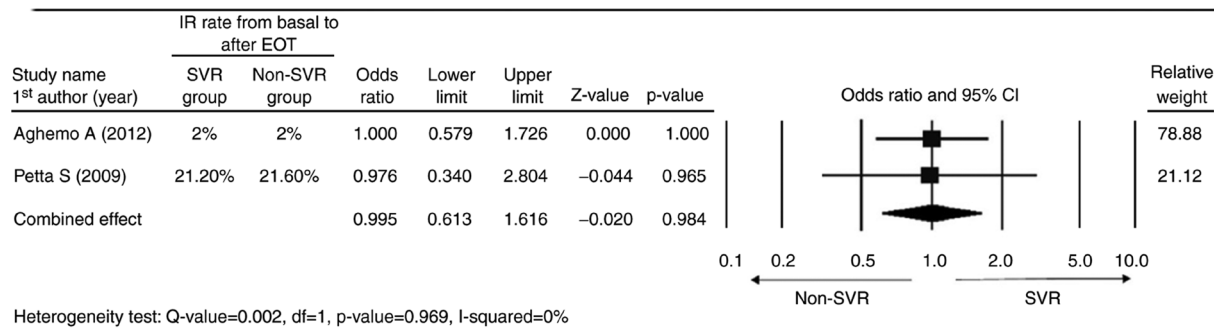 IR rate from basal to
after EOT
Study name SVR Non-SVR Odds Lower Upper Relative
1st author (year) group group ratio limit limit Z-value p-value Odds ratio and 95% CI weight
Aghemo A (2012) 2% 2% 1.000 0.579 1.726 0.000 1.000 78.88
Petta S (2009) 21.20% 21.60% 0.976 0.340 2.804 –0.044 0.965 21.12
Combined effect 0.995 0.613 1.616 –0.020 0.984
0.1 0.2 0.5 1.0 2.0 5.0 10.0
Non-SVR SVR
Heterogeneity test: Q-value=0.002, df=1, p-value=0.969, I-squared=0%